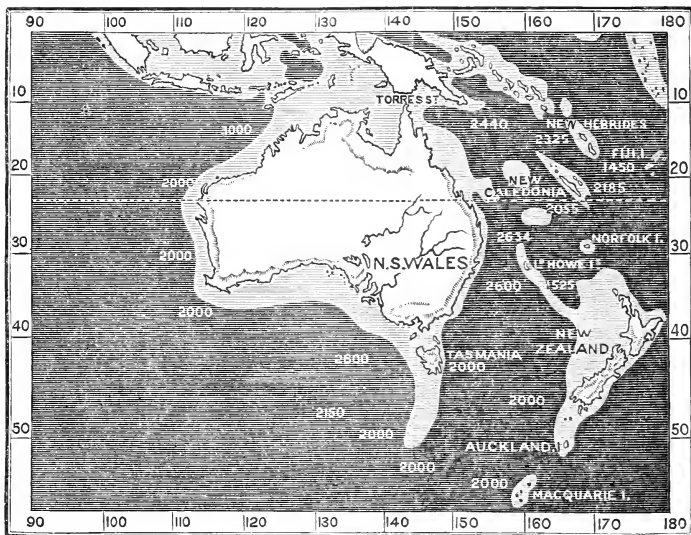 100 110 120 130 140 150 160 170 180
10 10
TORRES ST
2440
NEW HEBRIDES
2325
3000
FIJI
1450
20 20
2000
NEW
CALEDONIA
2185
2055
2634
NORFOLK I.
30 30
2000
N.S. WALES
Ld HOWE I.
2600
1525
2000
40 40
NEW
ZEALAND
2600
TASMANIA
2000
2000
2150
2000
50 50
AUCKLAND I
2000
2000
MACQUARIE I.
90 100 110 120 130 140 150 160 170 180